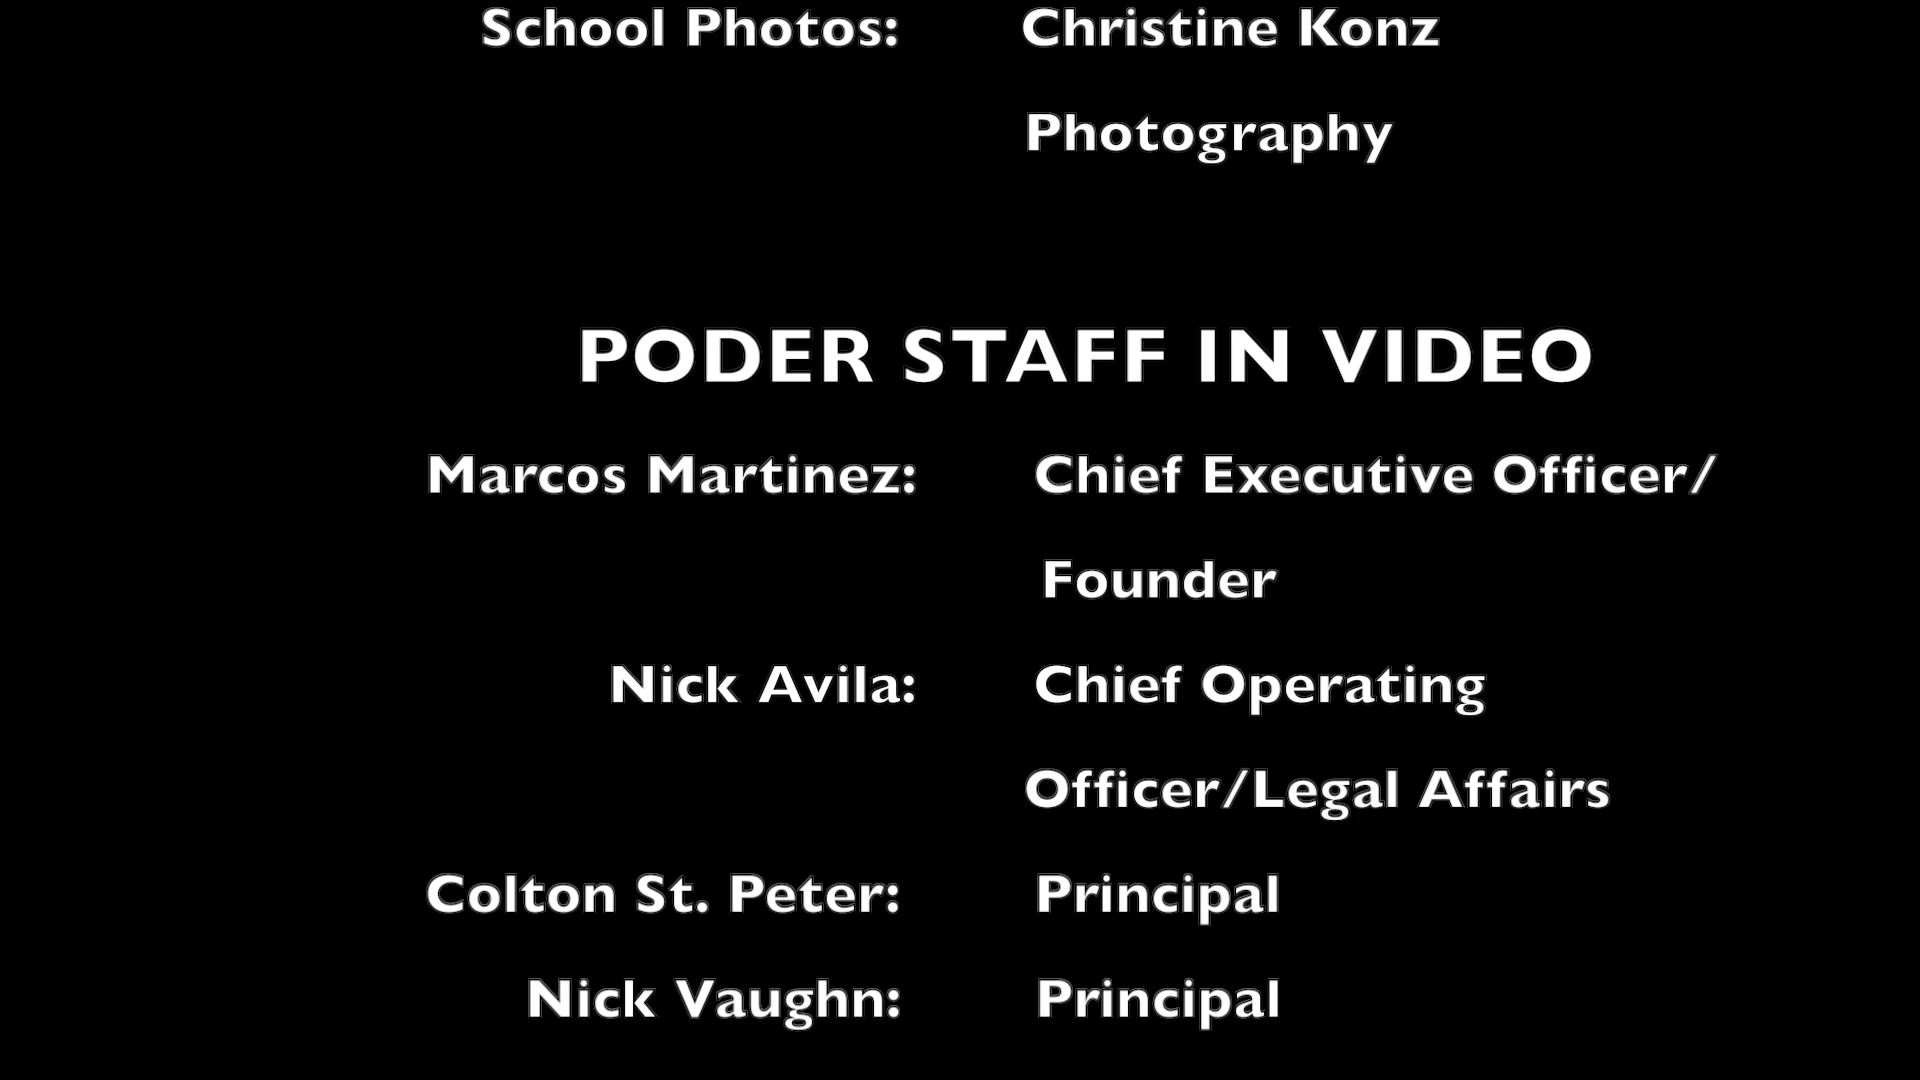 School Photos: Christine Konz
Photography
PODER STAFF IN VIDEO
Marcos Martinez: Chief Executive Officer/
Founder
Nick Avila: Chief Operating
Officer/Legal Affairs
Colton St. Peter: Principal
Nick Vaughn: Principal